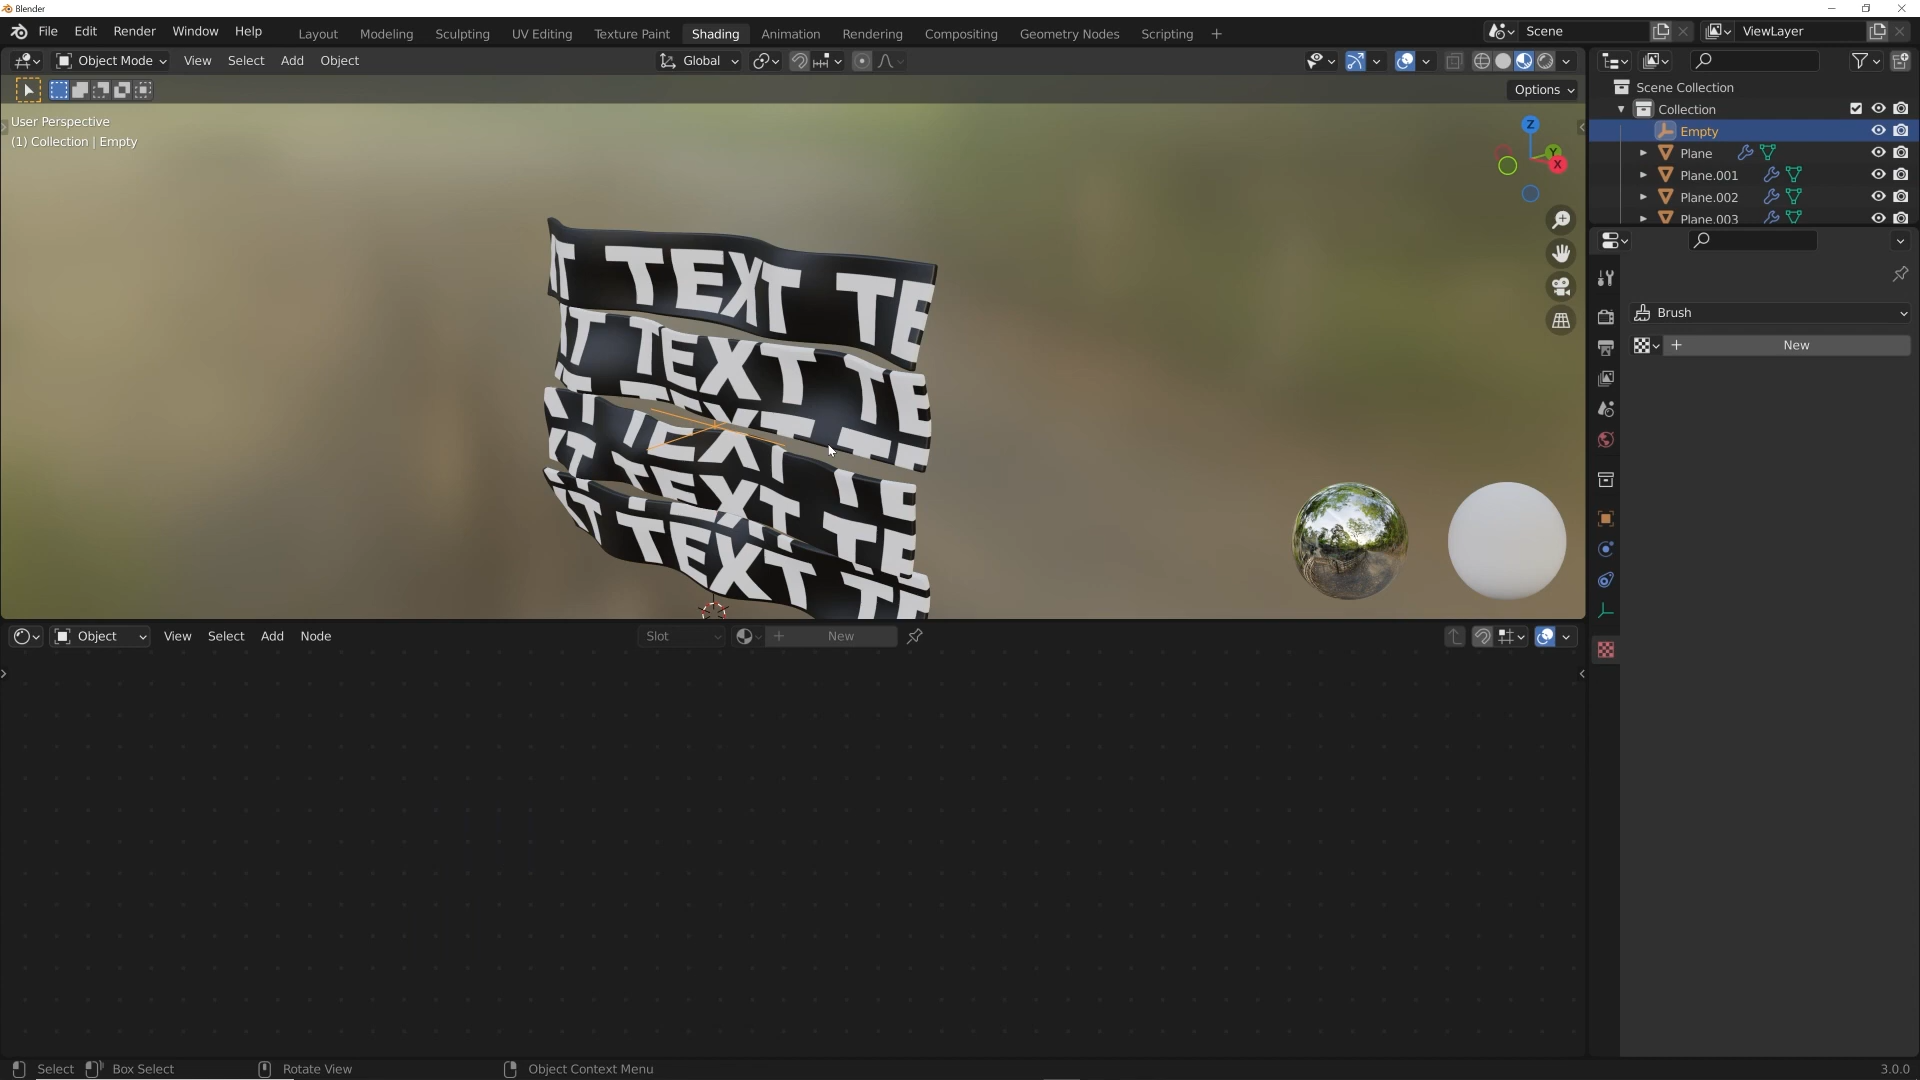 Blender
File Edit Render Window Help Layout Modeling Sculpting UV Editing Texture Paint Shading Animation Rendering Compositing Geometry Nodes Scripting + Scene ViewLayer
Object Mode View Select Add Object Global
Options
User Perspective
(1) Collection | Empty
Z
Y
X
Scene Collection
Collection
Empty
Plane
Plane.001
Plane.002
Plane.003
Brush
+ New
TEXT TE
TEXT TE
TEXT TE
TEXT TE
TEXT TE
TEXT TE
Object View Select Add Node Slot + New
Select Box Select Rotate View Object Context Menu 3.0.0